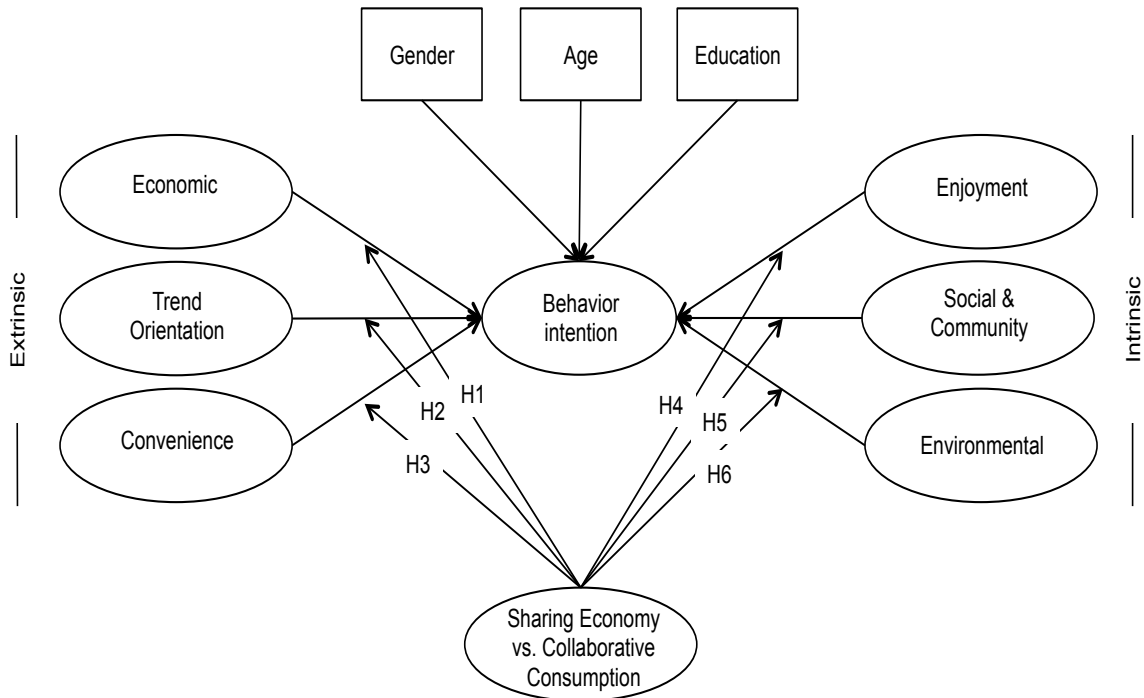 Gender
Age
Education
Economic
Enjoyment
Trend
Orientation
Behavior
intention
Social &
Community
Extrinsic
Intrinsic
H1
H2
H3
H4
H5
H6
Convenience
Environmental
Sharing Economy
vs. Collaborative
Consumption